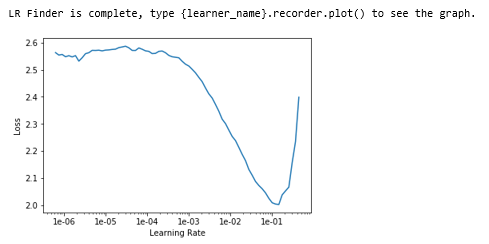 LR Finder is complete, type {learner_name}.recorder.plot() to see the graph.
2.6
2.5
2.4
2.3
2.2
2.1
2.0
Loss
1e-06 1e-05 1e-04 1e-03 1e-02 1e-01
Learning Rate